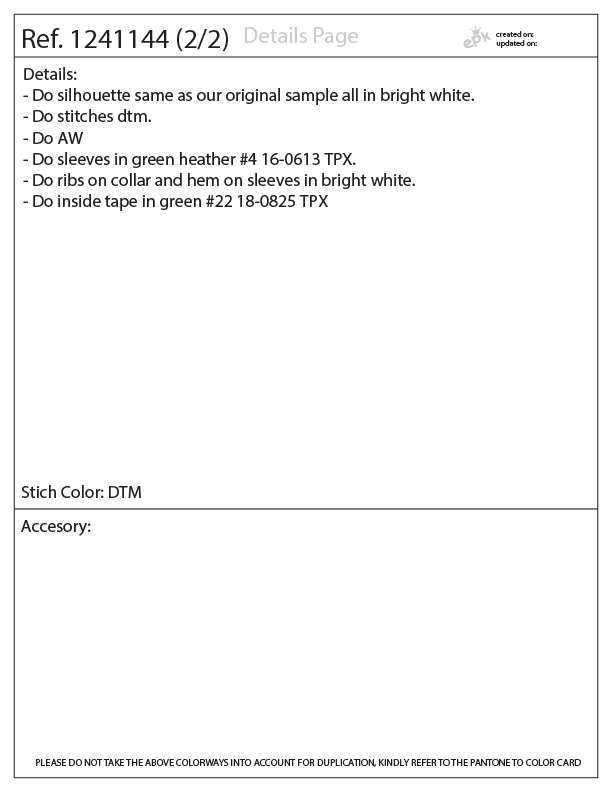 Ref. 1241144 (2/2) Details Page
epk
created on:
updated on:
Details:
- Do silhouette same as our original sample all in bright white.
- Do stitches dtm.
- Do AW
- Do sleeves in green heather #4 16-0613 TPX.
- Do ribs on collar and hem on sleeves in bright white.
- Do inside tape in green #22 18-0825 TPX
Stich Color: DTM
Accesory:
PLEASE DO NOT TAKE THE ABOVE COLORWAYS INTO ACCOUNT FOR DUPLICATION, KINDLY REFER TO THE PANTONE TO COLOR CARD